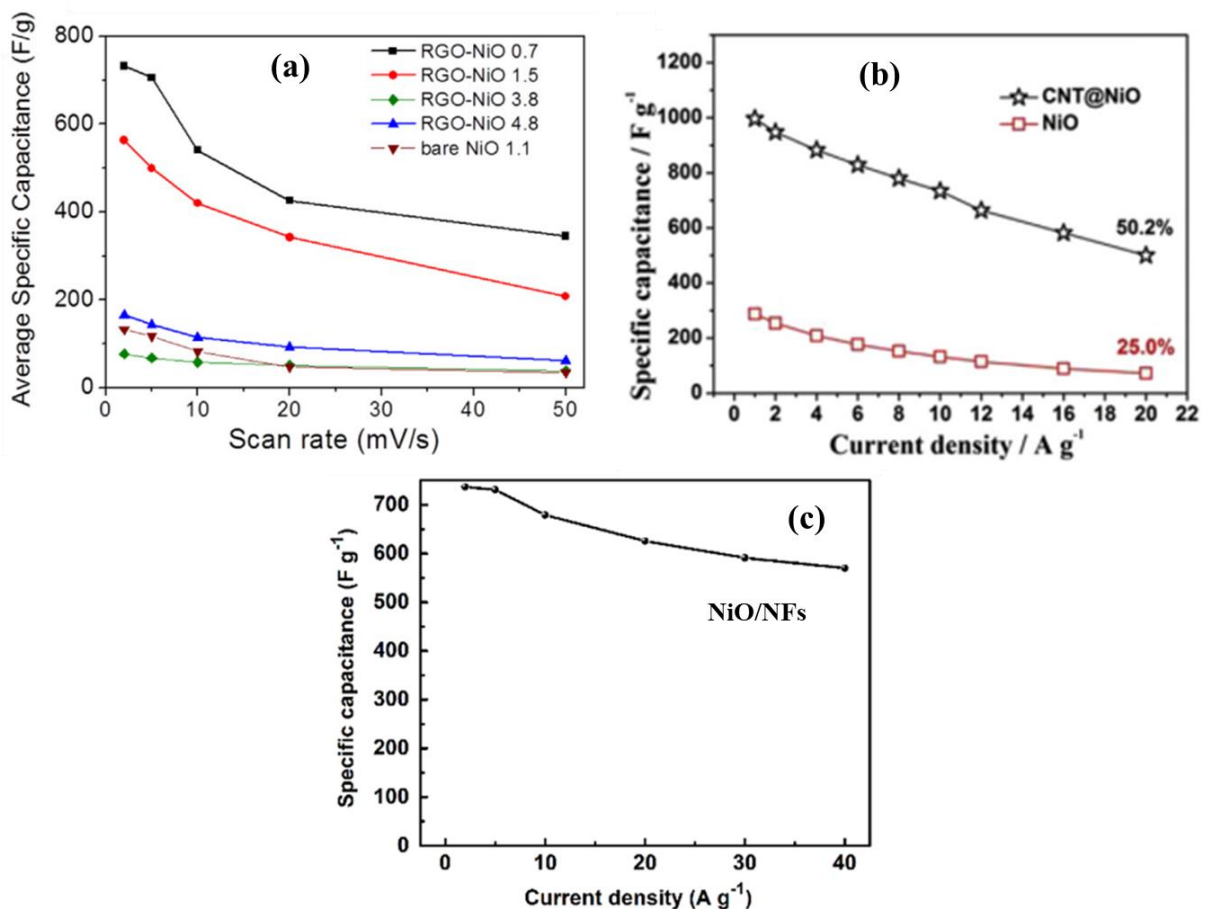 (a)
RGO-NiO 0.7
RGO-NiO 1.5
RGO-NiO 3.8
RGO-NiO 4.8
bare NiO 1.1
Average Specific Capacitance (F/g)
800
600
400
200
0
0 10 20 30 40 50
Scan rate (mV/s)
(b)
CNT@NiO
NiO
50.2%
25.0%
Specific capacitance / F g-1
1000
1200
800
600
400
200
0
0 2 4 6 8 10 12 14 16 18 20 22
Current density / A g-1
(c)
NiO/NFs
Specific capacitance (F g-1)
700
600
500
400
300
200
100
0
0 10 20 30 40
Current density (A g-1)